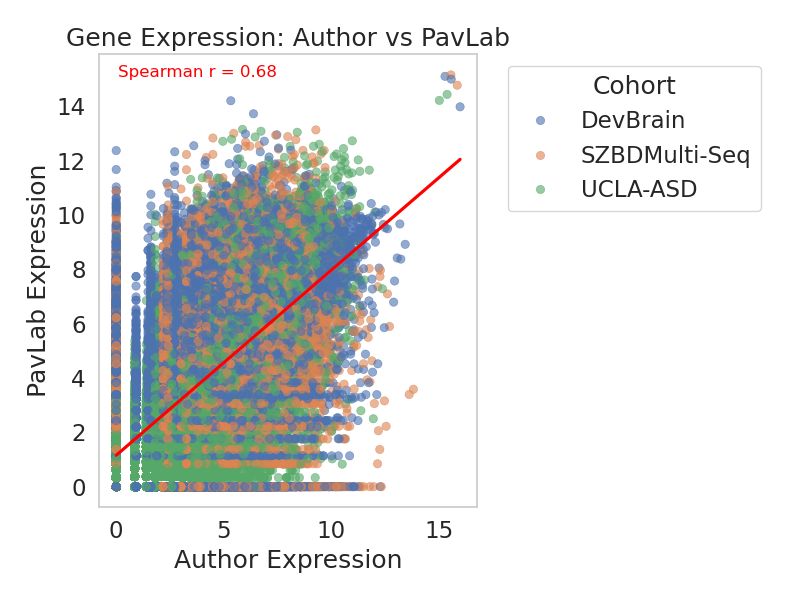 Gene Expression: Author vs PavLab
Spearman r = 0.68
PavLab Expression
14
12
10
8
6
4
2
0
0 5 10 15
Author Expression
Cohort
DevBrain
SZBDMulti-Seq
UCLA-ASD